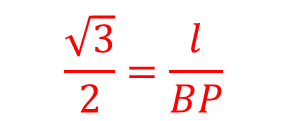 √3/2 = l/BP